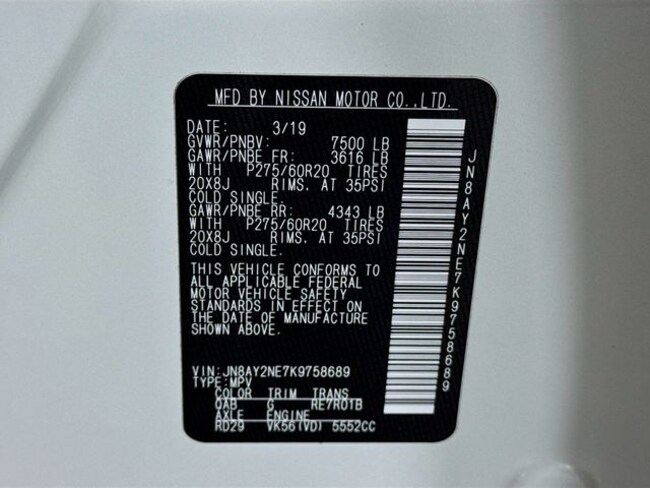 MFD BY NISSAN MOTOR CO.,LTD.
DATE: 3/19
GVWR/PNBV: 7500 LB
GAWR/PNBE FR: 3616 LB
WITH P275/60R20 TIRES
20X8J RIMS. AT 35PSI
COLD SINGLE.
GAWR/PNBE RR: 4343 LB
WITH P275/60R20 TIRES
20X8J RIMS. AT 35PSI
COLD SINGLE.
THIS VEHICLE CONFORMS TO
ALL APPLICABLE FEDERAL
MOTOR VEHICLE SAFETY
STANDARDS IN EFFECT ON
THE DATE OF MANUFACTURE
SHOWN ABOVE.
VIN:JN8AY2NE7K9758689
TYPE:MPV
COLOR TRIM TRANS
QAB G RE7R01B
AXLE ENGINE
RD29 VK56(VD) 5552CC
JN8AY2NE7K9758689